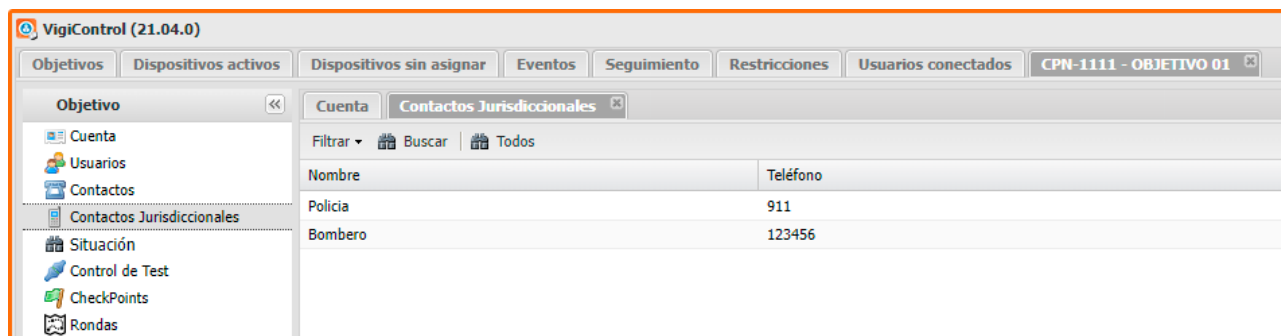 VigiControl (21.04.0)
Objetivos Dispositivos activos Dispositivos sin asignar Eventos Seguimiento Restricciones Usuarios conectados CPN-1111 - OBJETIVO 01
Objetivo
Cuenta
Usuarios
Contactos
Contactos Jurisdiccionales
Situación
Control de Test
CheckPoints
Rondas
Cuenta Contactos Jurisdiccionales
Filtrar Buscar Todos
Nombre Teléfono
Policia 911
Bombero 123456